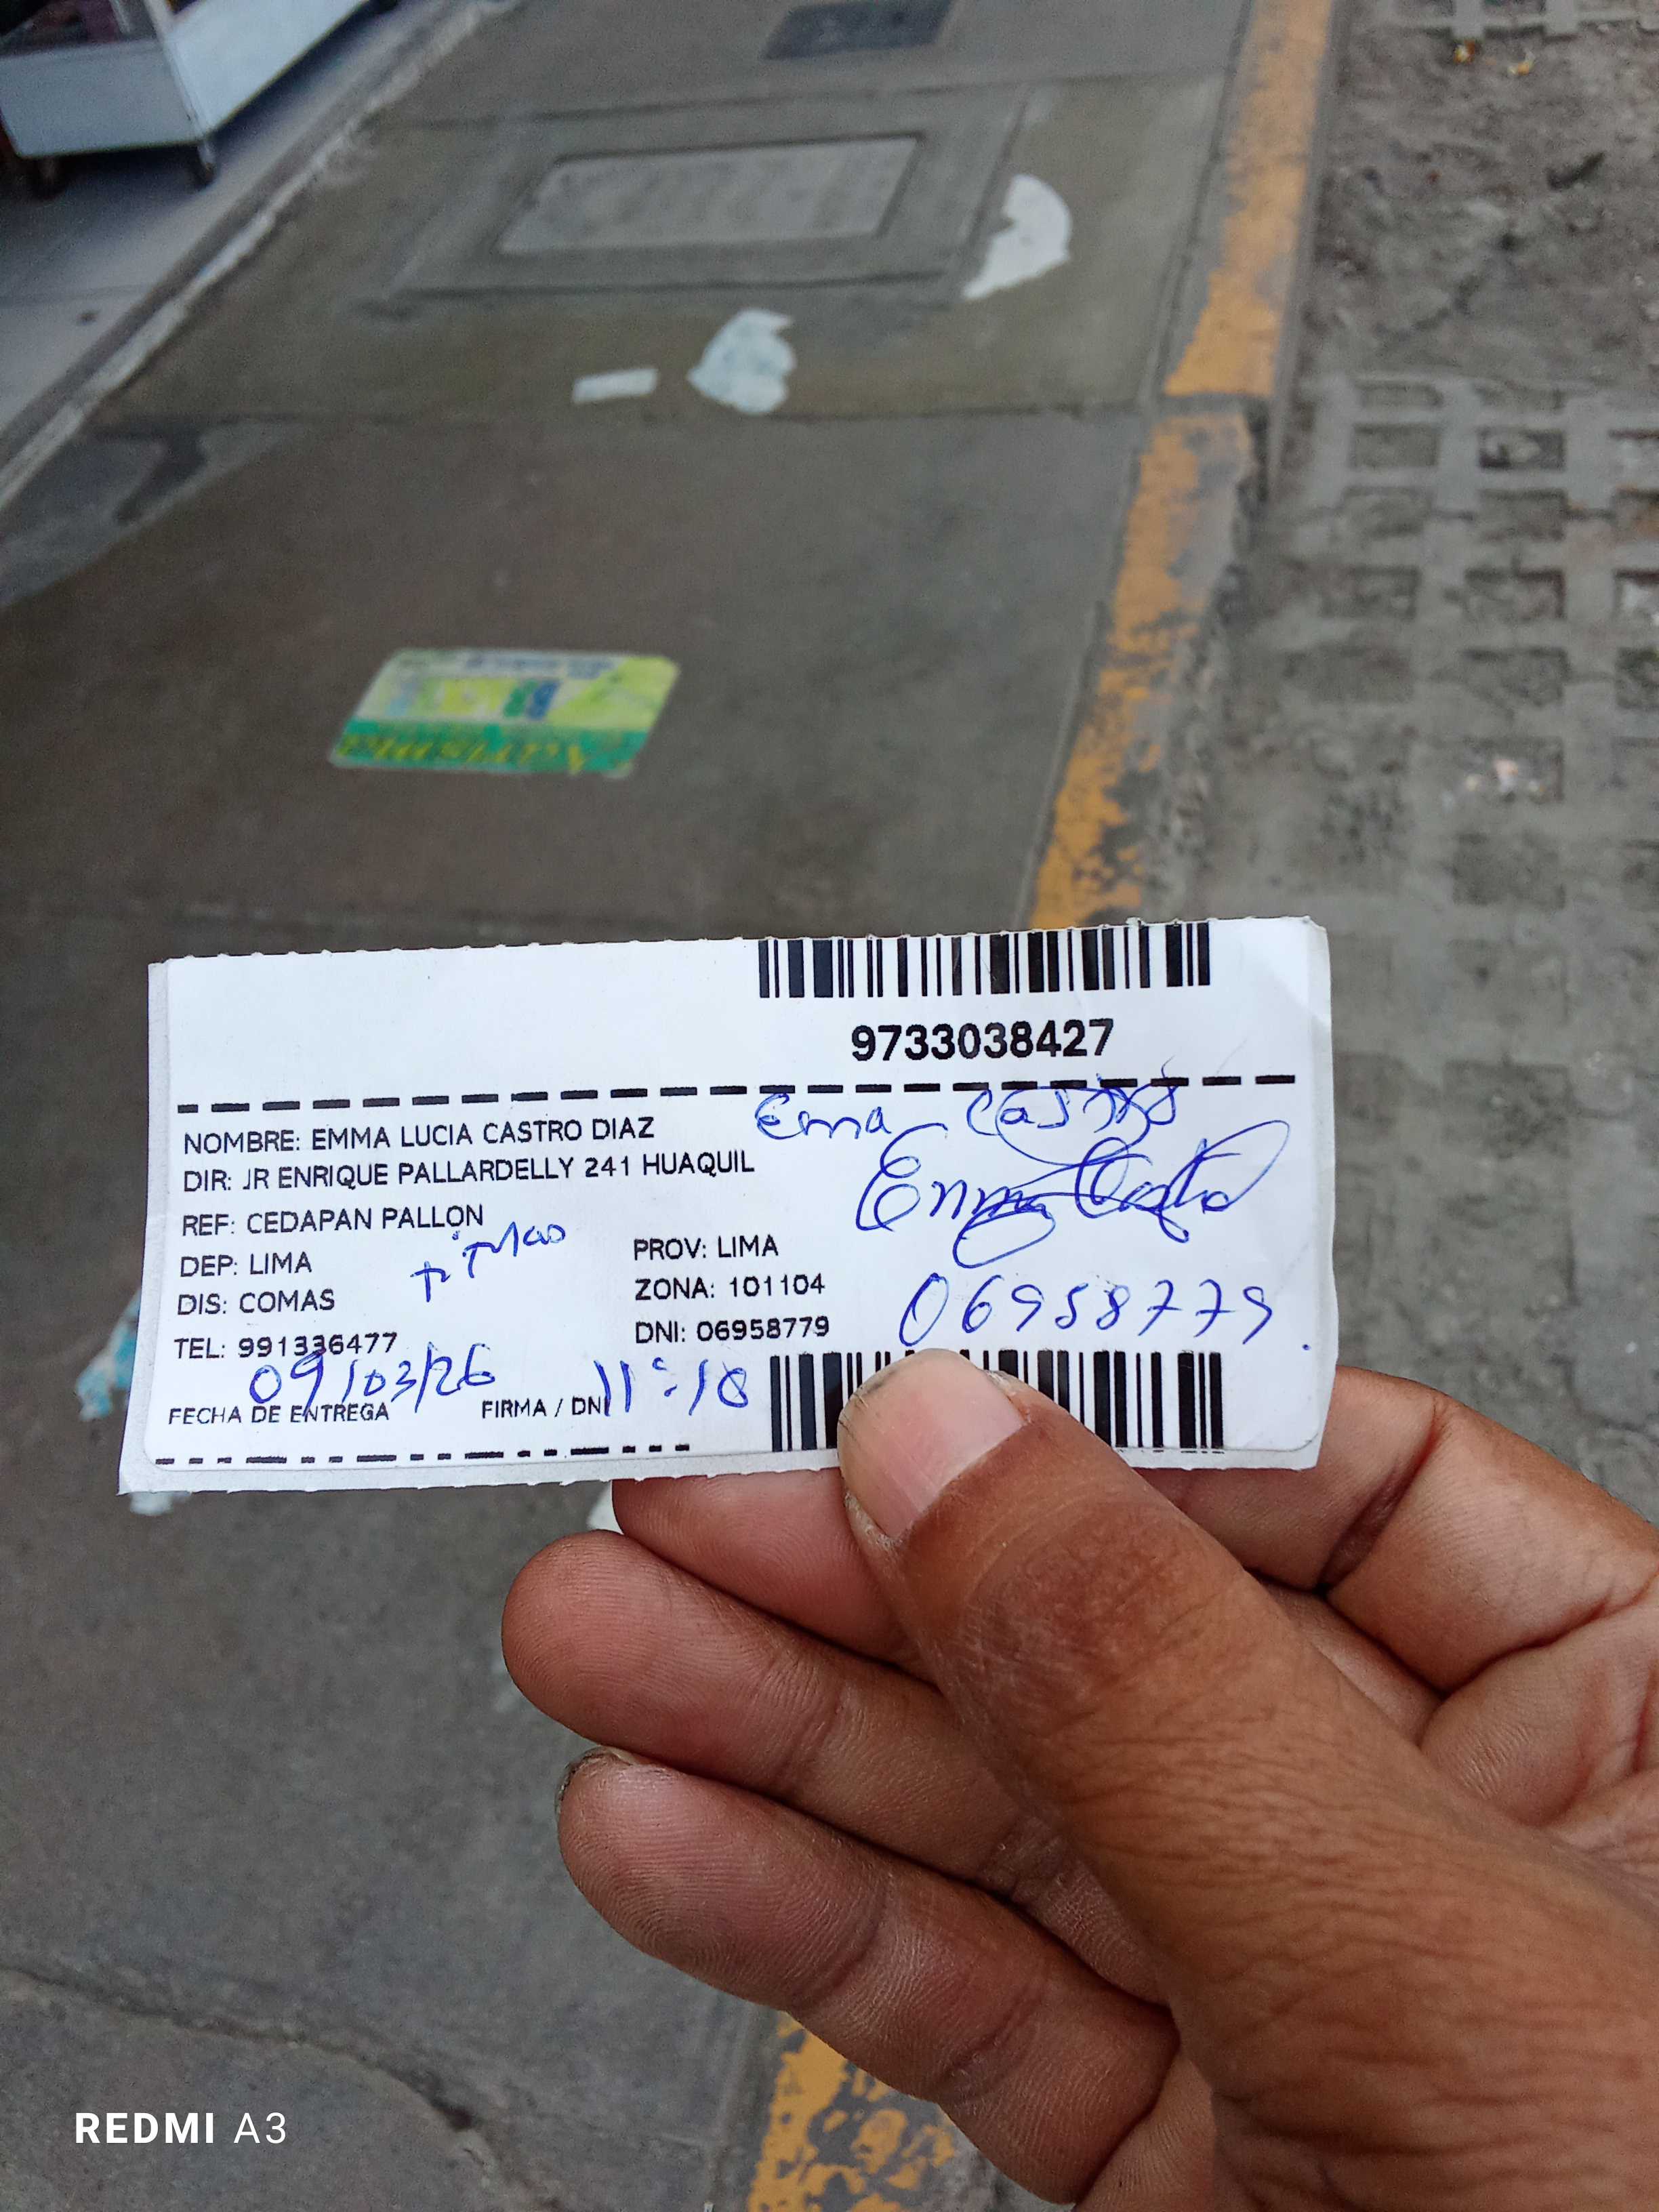 9733038427
NOMBRE: EMMA LUCIA CASTRO DIAZ
Emma Castro
DIR: JR ENRIQUE PALLARDELLY 241 HUAQUIL
Emma Castro
REF: CEDAPAN PALLON
DEP: LIMA
PROV: LIMA
DIS: COMAS
ZONA: 101104
06958779.
TEL: 991336477
DNI: 06958779
09/03/26 11:18
FECHA DE ENTREGA
FIRMA / DNI
REDMI A3